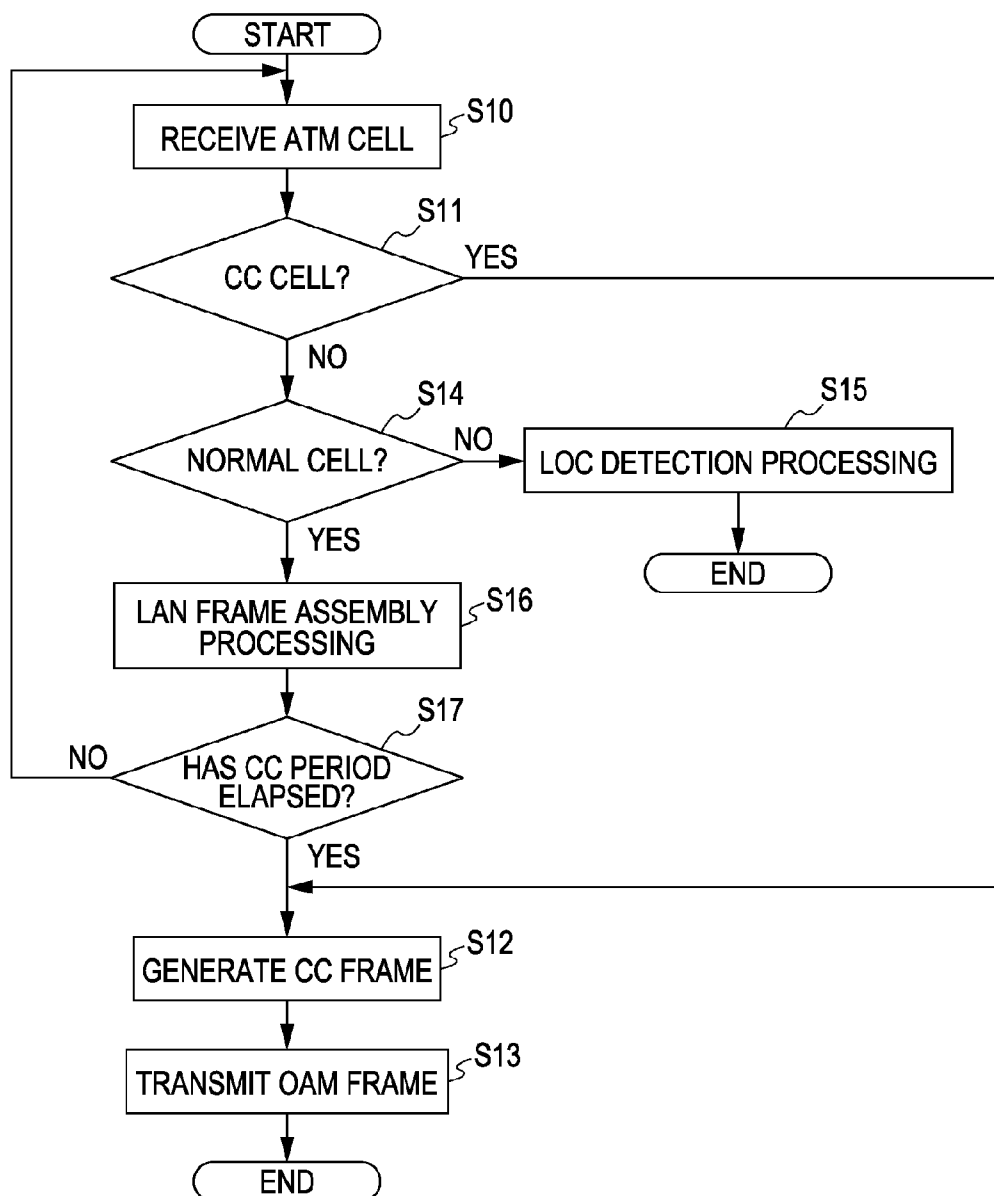 START
RECEIVE ATM CELL
S10
CC CELL?
S11
YES
NO
NORMAL CELL?
S14
NO
LOC DETECTION PROCESSING
S15
END
YES
LAN FRAME ASSEMBLY
PROCESSING
S16
HAS CC PERIOD
ELAPSED?
S17
NO
YES
GENERATE CC FRAME
S12
TRANSMIT OAM FRAME
S13
END